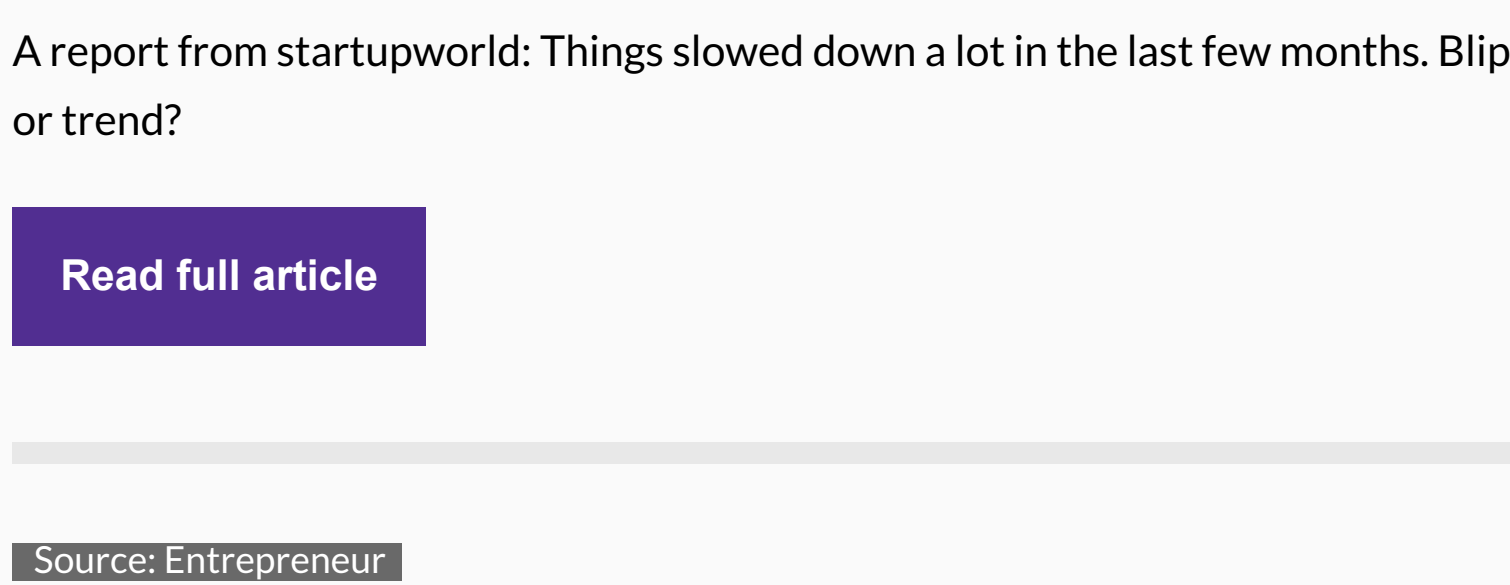 A report from startupworld: Things slowed down a lot in the last few months. Blip
or trend?
Read full article
Source: Entrepreneur